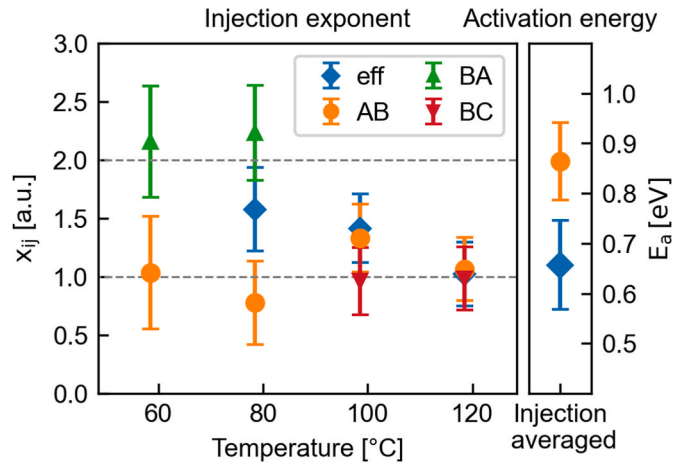 Injection exponent
Activation energy
3.0
2.5
2.0
1.5
1.0
0.5
0.0
x_ij [a.u.]
eff
AB
BA
BC
60
80
100
120
Temperature [°C]
1.0
0.9
0.8
0.7
0.6
0.5
E_a [eV]
Injection
averaged